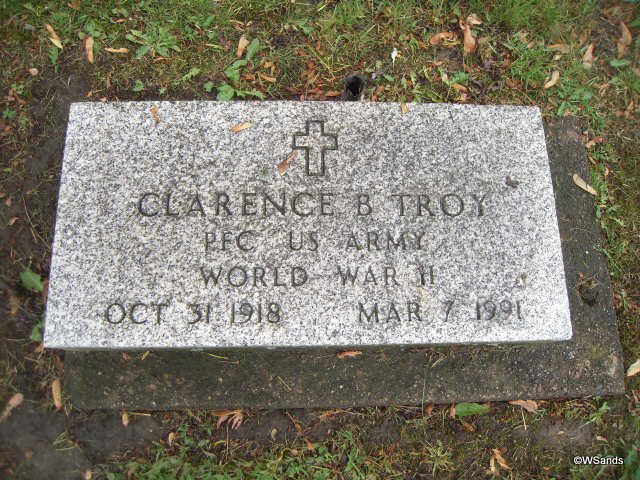 CLARENCE B TROY
PFC US ARMY
WORLD WAR II
OCT 31 1918 MAR 7 1991
©WSands